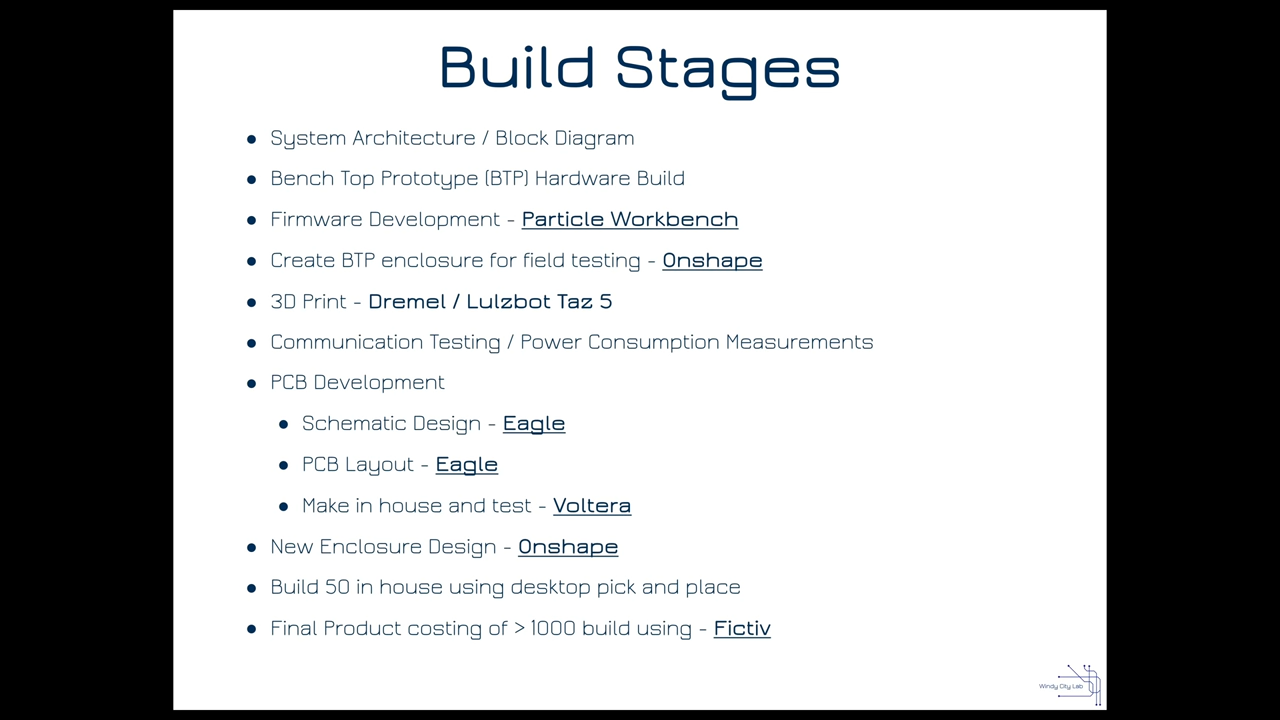 Build Stages
● System Architecture / Block Diagram
● Bench Top Prototype (BTP) Hardware Build
● Firmware Development - Particle Workbench
● Create BTP enclosure for field testing - Onshape
● 3D Print - Dremel / Lulzbot Taz 5
● Communication Testing / Power Consumption Measurements
● PCB Development
● Schematic Design - Eagle
● PCB Layout - Eagle
● Make in house and test - Voltera
● New Enclosure Design - Onshape
● Build 50 in house using desktop pick and place
● Final Product costing of > 1000 build using - Fictiv
Windy City Lab